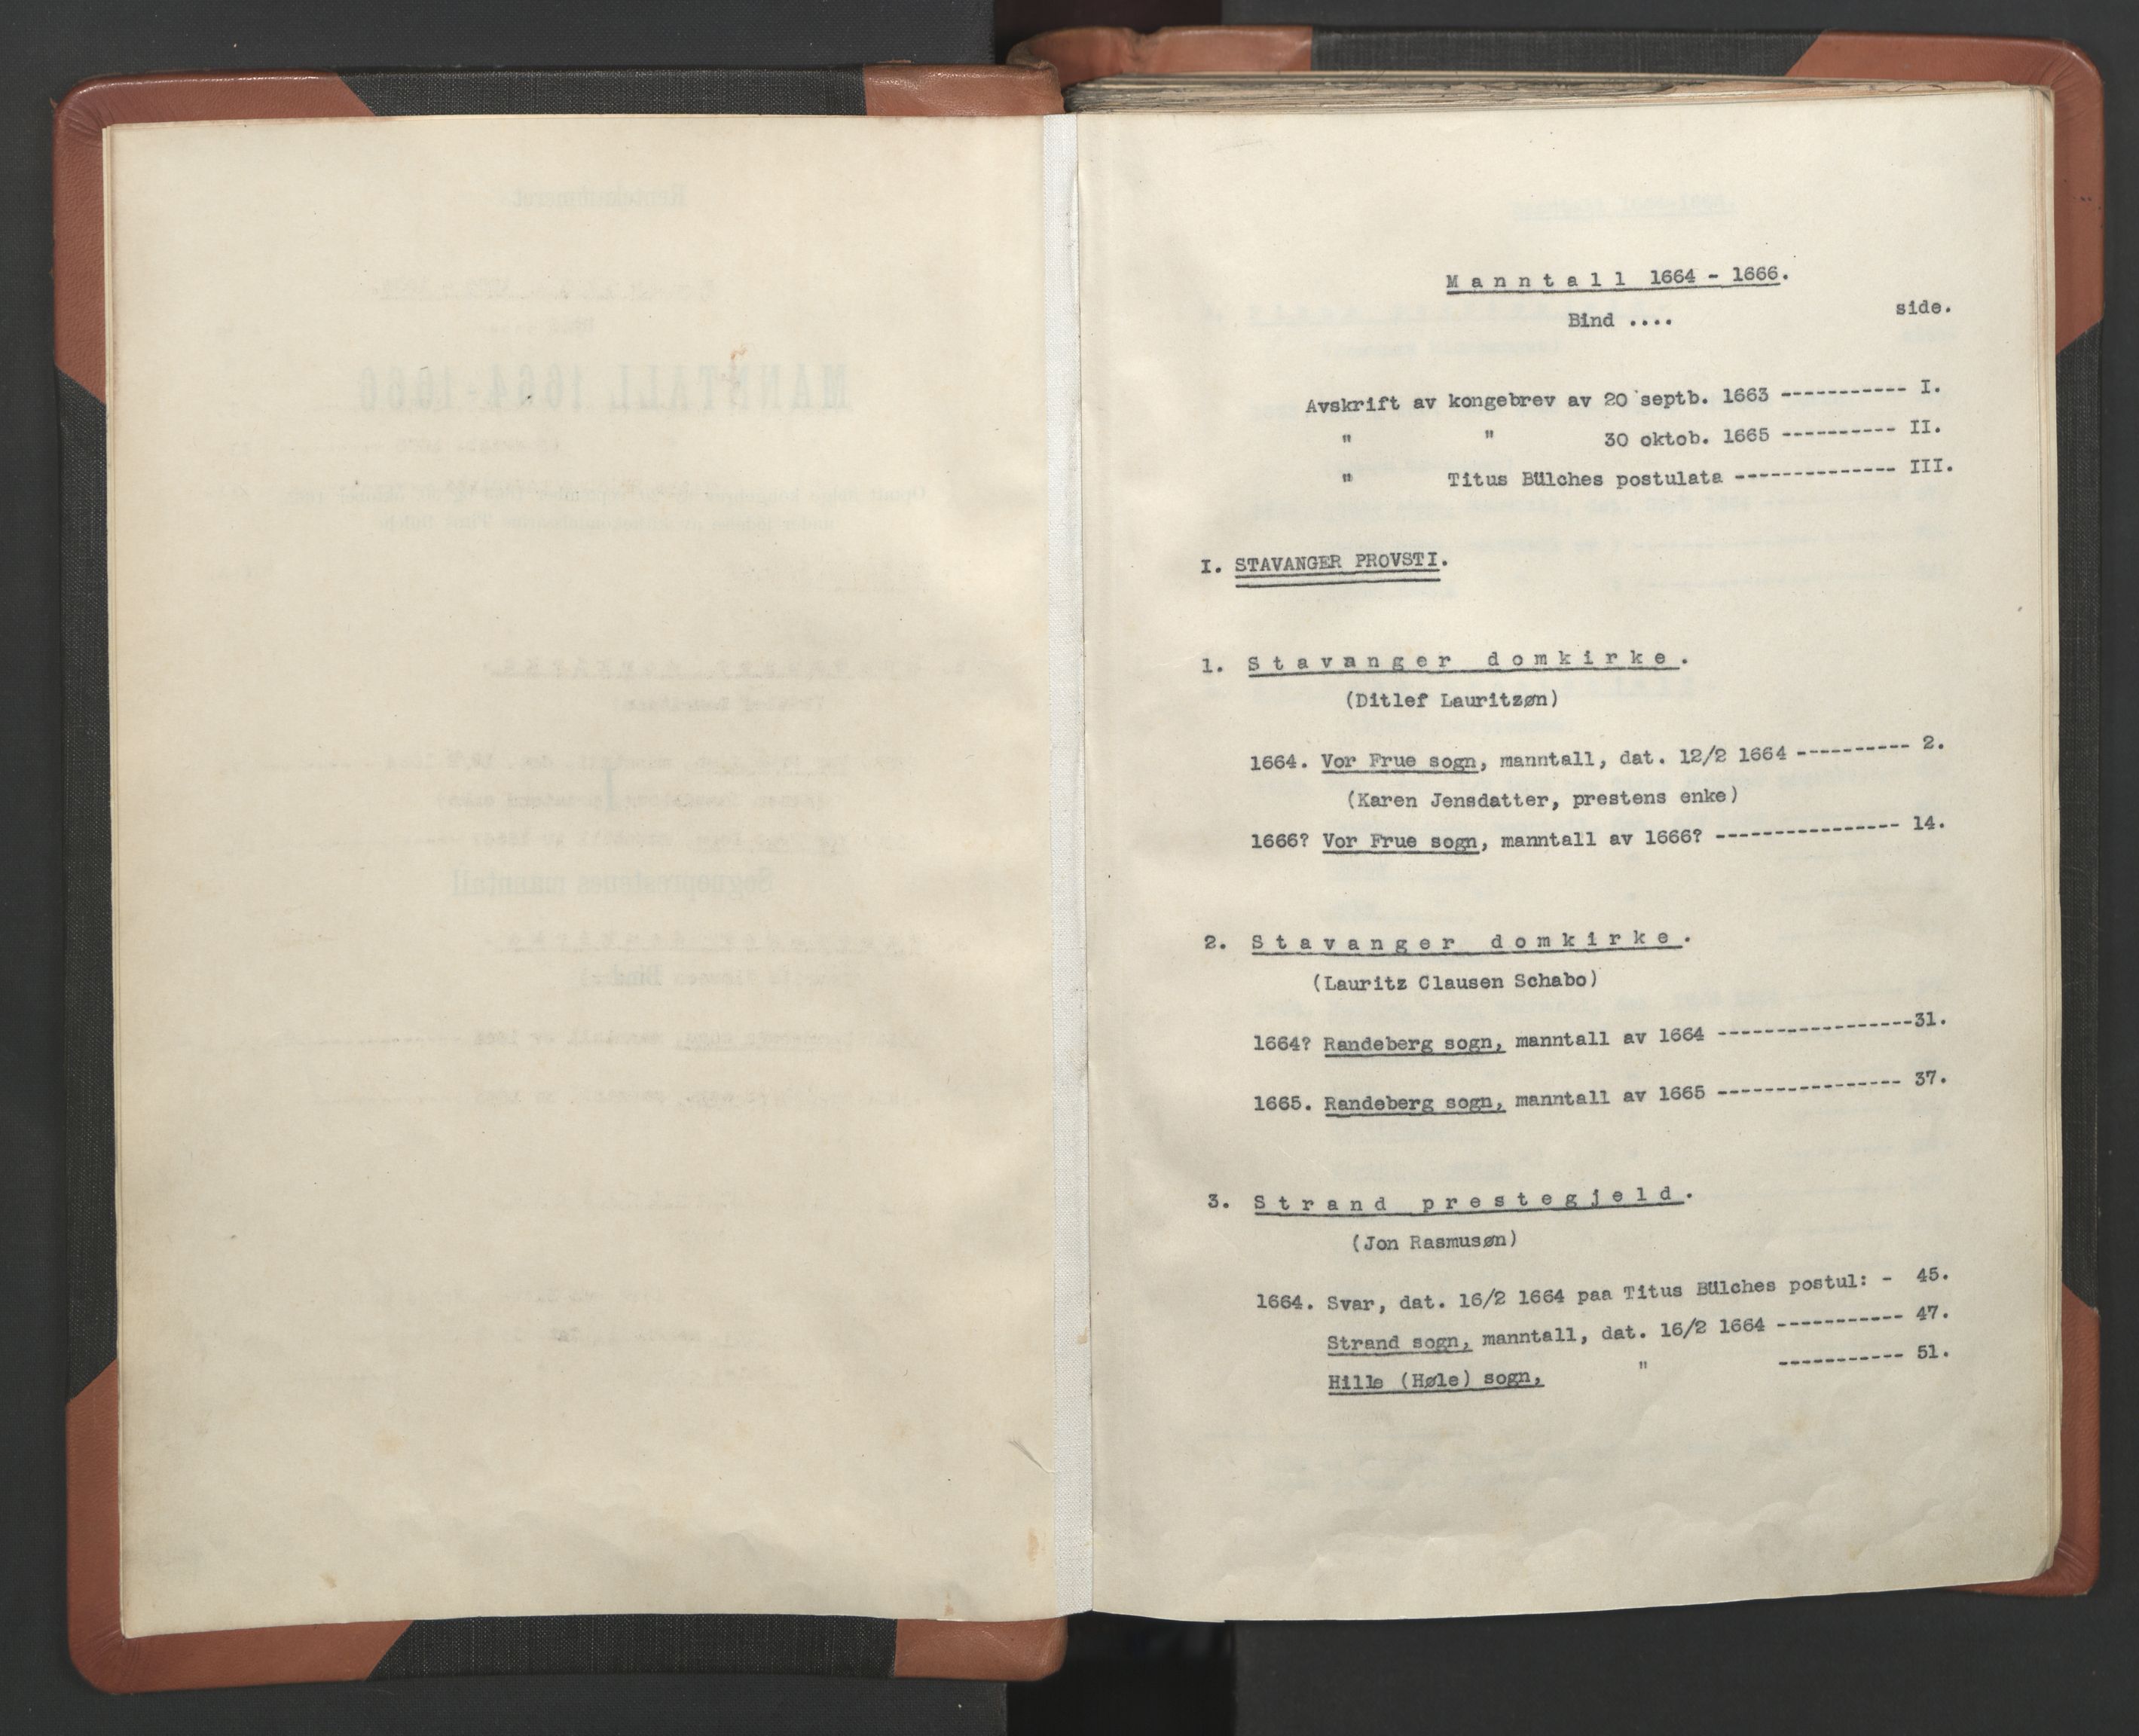 Manntall 1664 - 1666.
Bind ....
side.
Avskrift av kongebrev av 20 septb. 1663 ----------- I.
" " 30 oktob. 1665 ---------- II.
" Titus Bülches postulata -------------- III.
I. STAVANGER PROVSTI.
1. Stavanger domkirke.
(Ditlef Lauritzøn)
1664. Vor Frue sogn, manntall, dat. 12/2 1664 ---------- 2.
(Karen Jensdatter, prestens enke)
1666? Vor Frue sogn, manntall av 1666? ---------------- 14.
2. Stavanger domkirke.
(Lauritz Clausen Schabo)
1664? Randeberg sogn, manntall av 1664 -----------------31.
1665. Randeberg sogn, manntall av 1665 ---------------- 37.
3. Strand prestegjeld.
(Jon Rasmusøn)
1664. Svar, dat. 16/2 1664 paa Titus Bülches postul: - 45.
Strand sogn, manntall, dat. 16/2 1664 ----------- 47.
Hille (Høle) sogn, " ----------- 51.